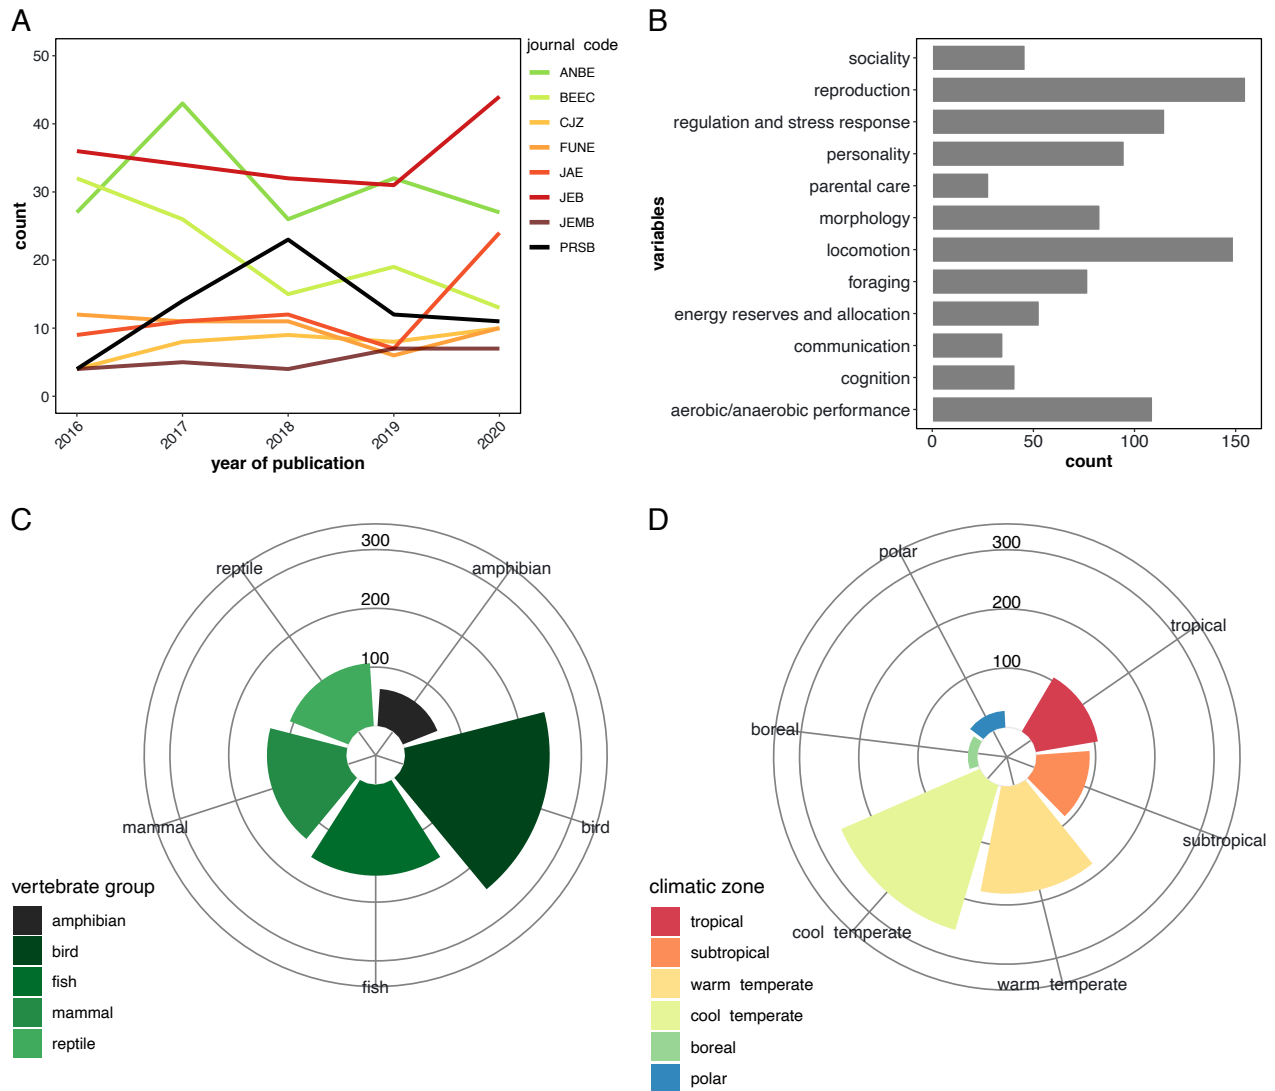 A
50
40
30
20
10
0
count
2016
2017
2018
2019
2020
year of publication
journal code
ANBE
BEEC
CJZ
FUNE
JAE
JEB
JEMB
PRSB
B
variables
sociality
reproduction
regulation and stress response
personality
parental care
morphology
locomotion
foraging
energy reserves and allocation
communication
cognition
aerobic/anaerobic performance
0
50
100
150
count
C
300
200
100
reptile
amphibian
mammal
bird
fish
vertebrate group
amphibian
bird
fish
mammal
reptile
D
300
200
100
polar
tropical
boreal
subtropical
cool temperate
warm temperate
climatic zone
tropical
subtropical
warm temperate
cool temperate
boreal
polar